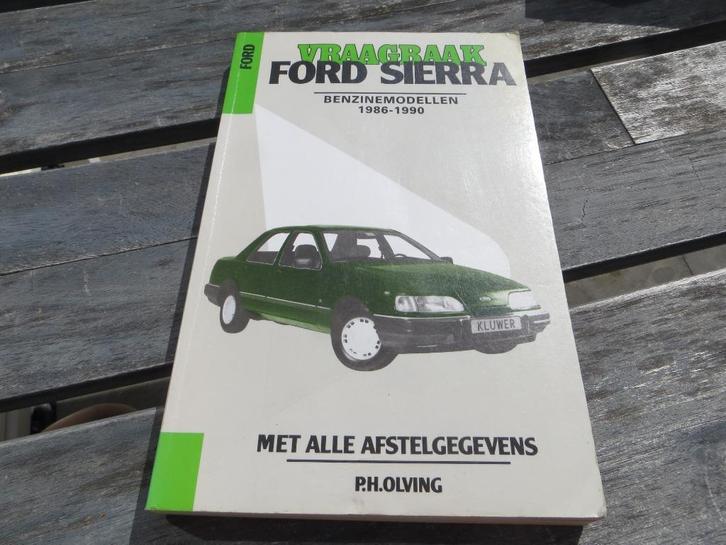 FORD
VRAAGBAAK
FORD SIERRA
BENZINEMODELLEN
1986-1990
KLUWER
MET ALLE AFSTELGEGEVENS
P.H.OLVING